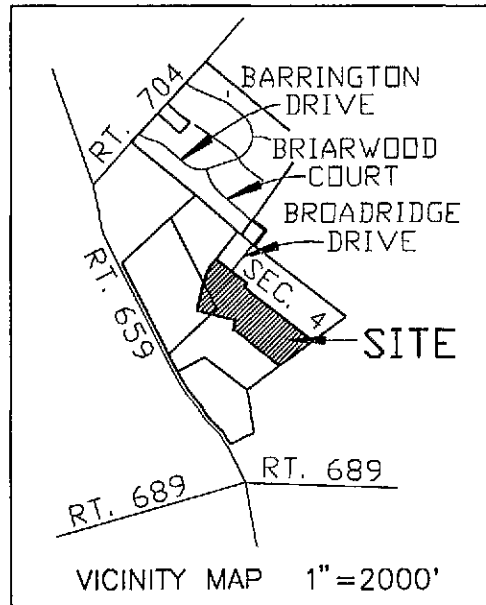 RT. 704
BARRINGTON
DRIVE
BRIARWOOD
COURT
BROADRIDGE
DRIVE
SEC. 4
RT. 659
SITE
RT. 689
RT. 689
VICINITY MAP 1"=2000'